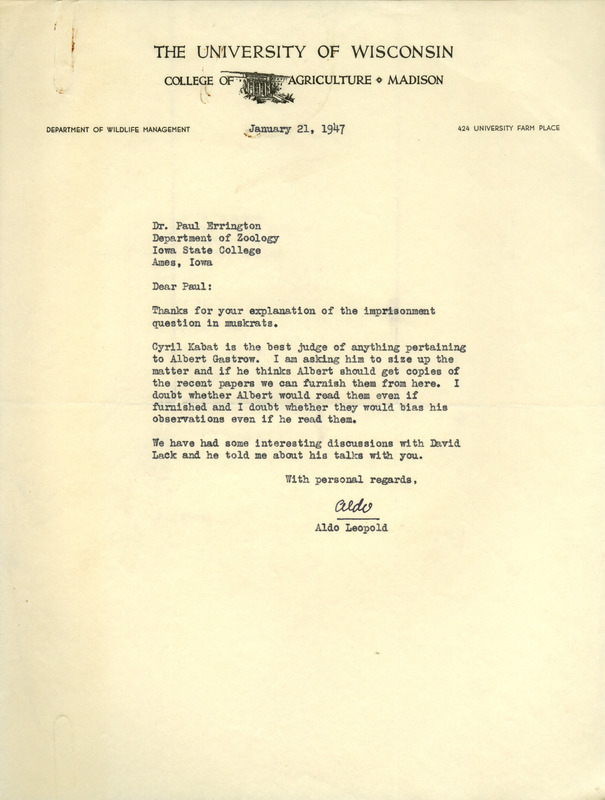 THE UNIVERSITY OF WISCONSIN
COLLEGE OF AGRICULTURE ❖ MADISON
DEPARTMENT OF WILDLIFE MANAGEMENT
January 21, 1947
424 UNIVERSITY FARM PLACE
Dr. Paul Errington
Department of Zoology
Iowa State College
Ames, Iowa
Dear Paul:
Thanks for your explanation of the imprisonment
question in muskrats.
Cyril Kabat is the best judge of anything pertaining
to Albert Gastrow. I am asking him to size up the
matter and if he thinks Albert should get copies of
the recent papers we can furnish them from here. I
doubt whether Albert would read them even if
furnished and I doubt whether they would bias his
observations even if he read them.
We have had some interesting discussions with David
Lack and he told me about his talks with you.
With personal regards,
Aldo
Aldo Leopold